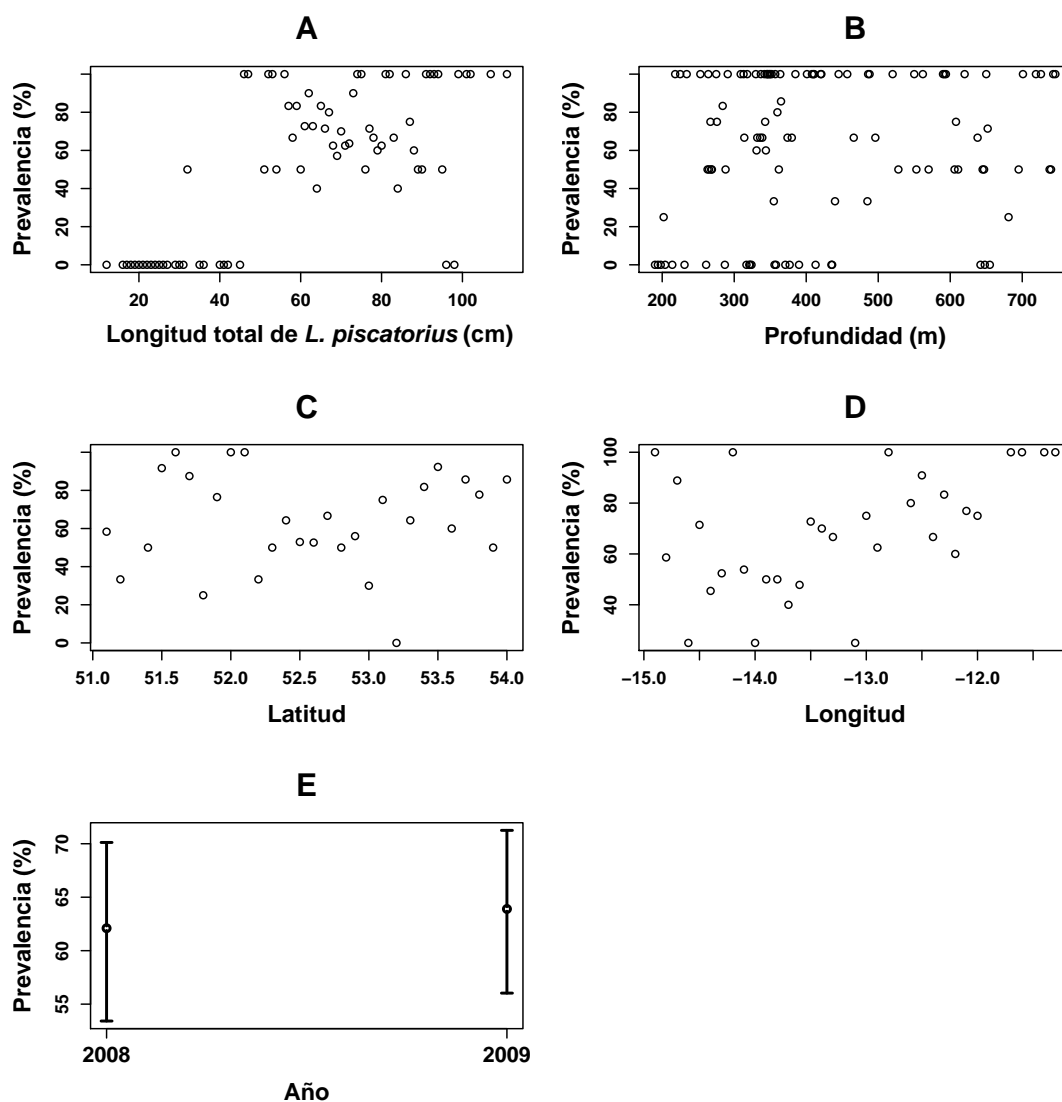 A
B
Prevalencia (%)
0 20 40 60 80
20 40 60 80 100
Longitud total de L. piscatorius (cm)
Prevalencia (%)
0 20 40 60 80
200 300 400 500 600 700
Profundidad (m)
C
D
Prevalencia (%)
0 20 40 60 80
51.0 51.5 52.0 52.5 53.0 53.5 54.0
Latitud
Prevalencia (%)
40 60 80 100
−15.0 −14.0 −13.0 −12.0
Longitud
E
Prevalencia (%)
55 60 65 70
2008 2009
Año